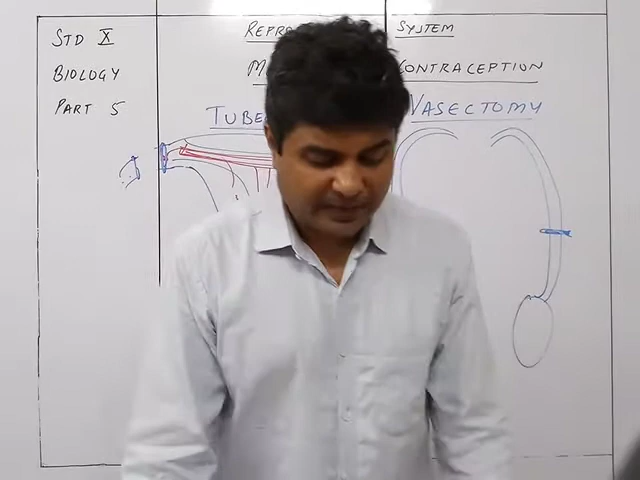 STD X
BIOLOGY
PART 5
SYSTEM
CONTRACEPTION
VASECTOMY